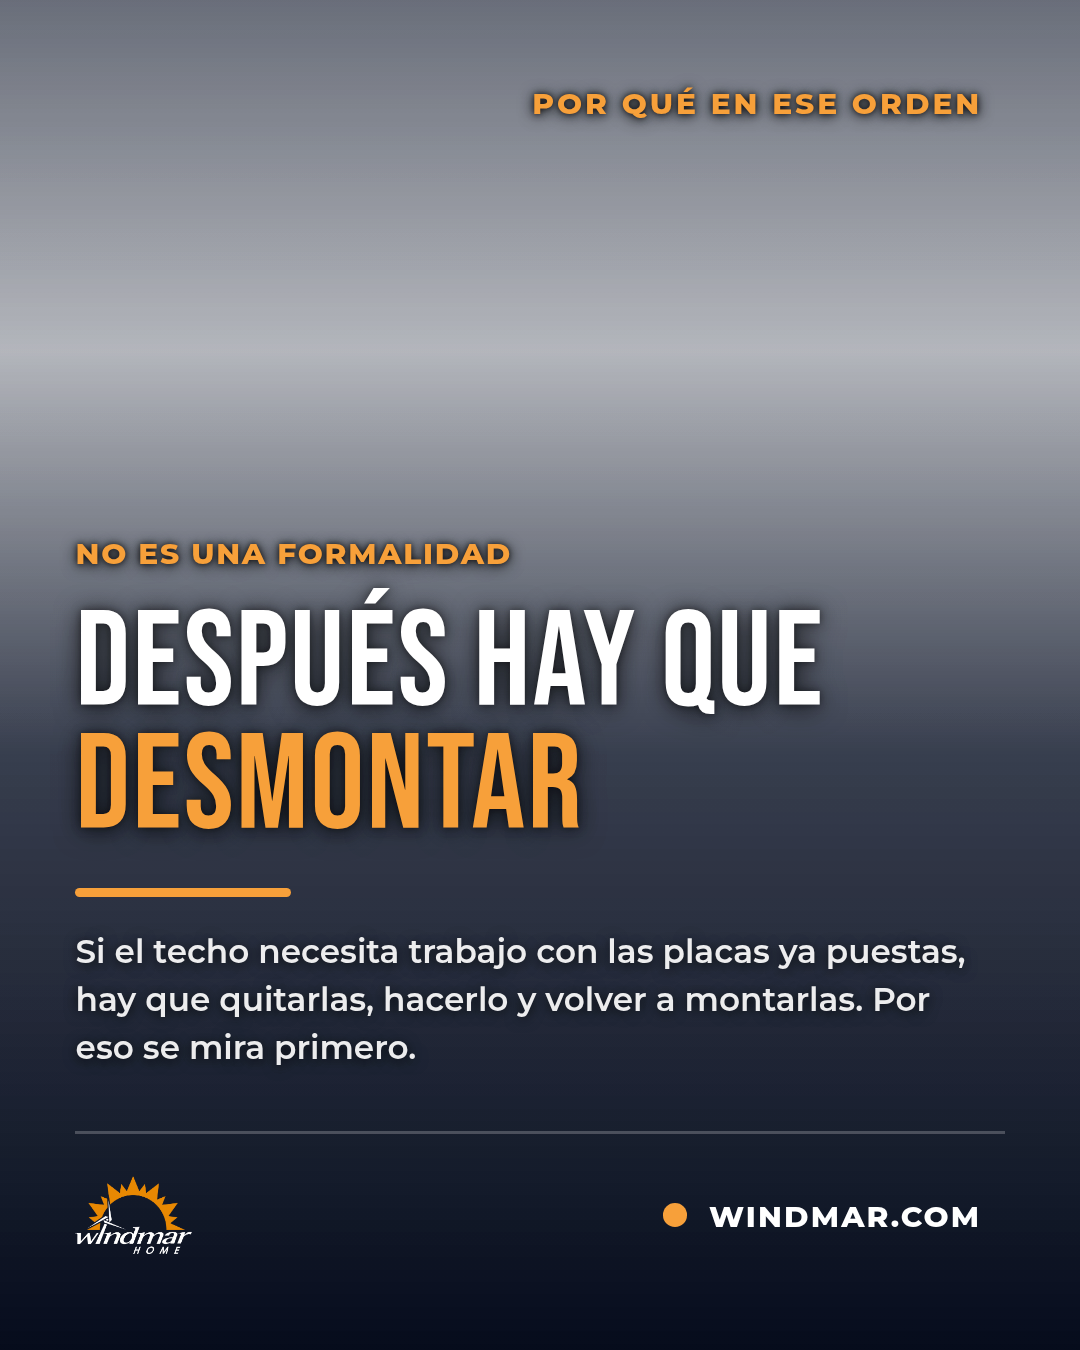 POR QUÉ EN ESE ORDEN
NO ES UNA FORMALIDAD
DESPUÉS HAY QUE
DESMONTAR
Si el techo necesita trabajo con las placas ya puestas,
hay que quitarlas, hacerlo y volver a montarlas. Por
eso se mira primero.
windmar
HOME
WINDMAR.COM